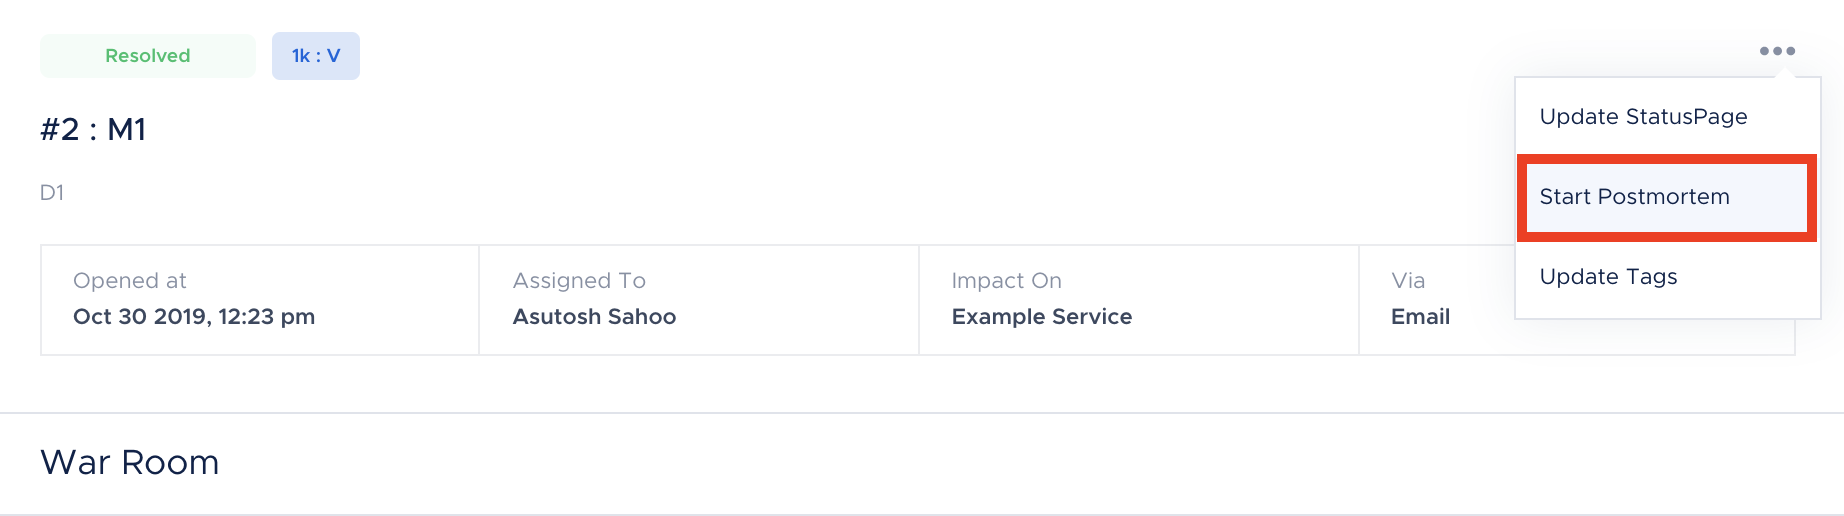 Resolved
1k : V
#2 : M1
D1
Update StatusPage
Start Postmortem
Update Tags
Opened at
Oct 30 2019, 12:23 pm
Assigned To
Asutosh Sahoo
Impact On
Example Service
Via
Email
War Room